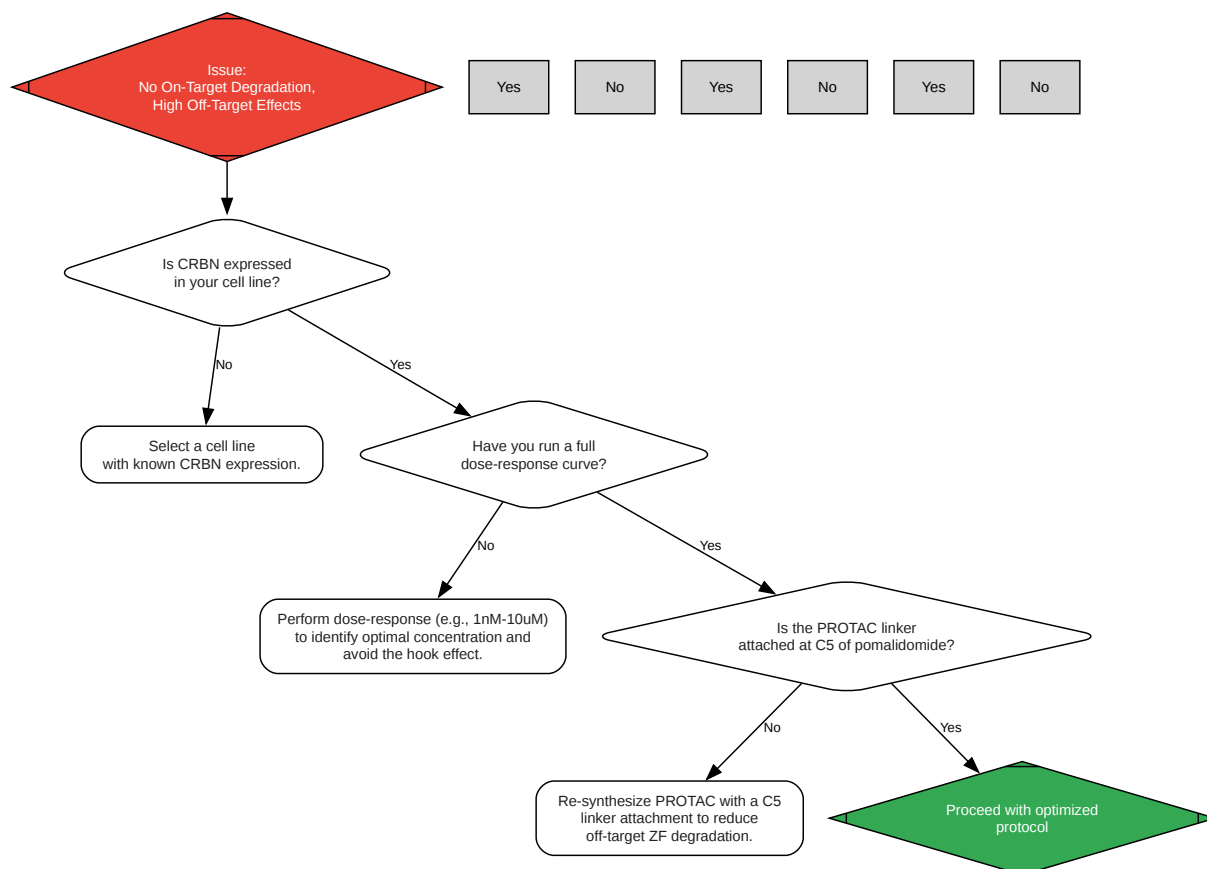 Issue:
No On-Target Degradation,
High Off-Target Effects
Yes
No
Yes
No
Yes
No
Is CRBN expressed
in your cell line?
No
Yes
Select a cell line
with known CRBN expression.
Have you run a full
dose-response curve?
No
Yes
Perform dose-response (e.g., 1nM-10uM)
to identify optimal concentration and
avoid the hook effect.
Is the PROTAC linker
attached at C5 of pomalidomide?
No
Yes
Re-synthesize PROTAC with a C5
linker attachment to reduce
off-target ZF degradation.
Proceed with optimized
protocol